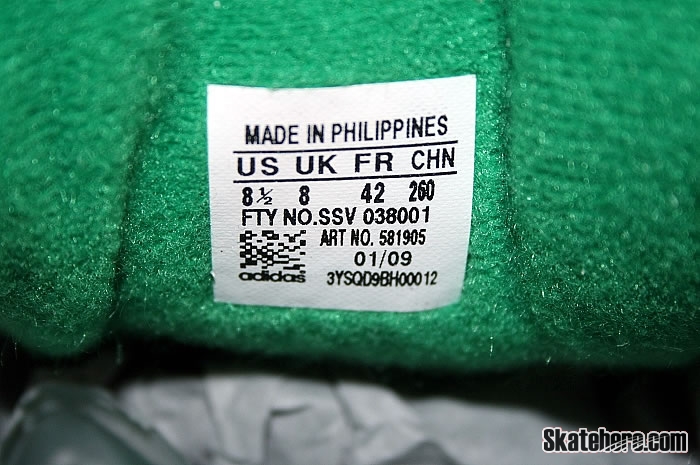 MADE IN PHILIPPINES
US UK FR CHN
8½ 8 42 260
FTY NO.SSV 038001
ART NO. 581905
01/09
adidas 3YSQD9BH00012
Skatehero.com